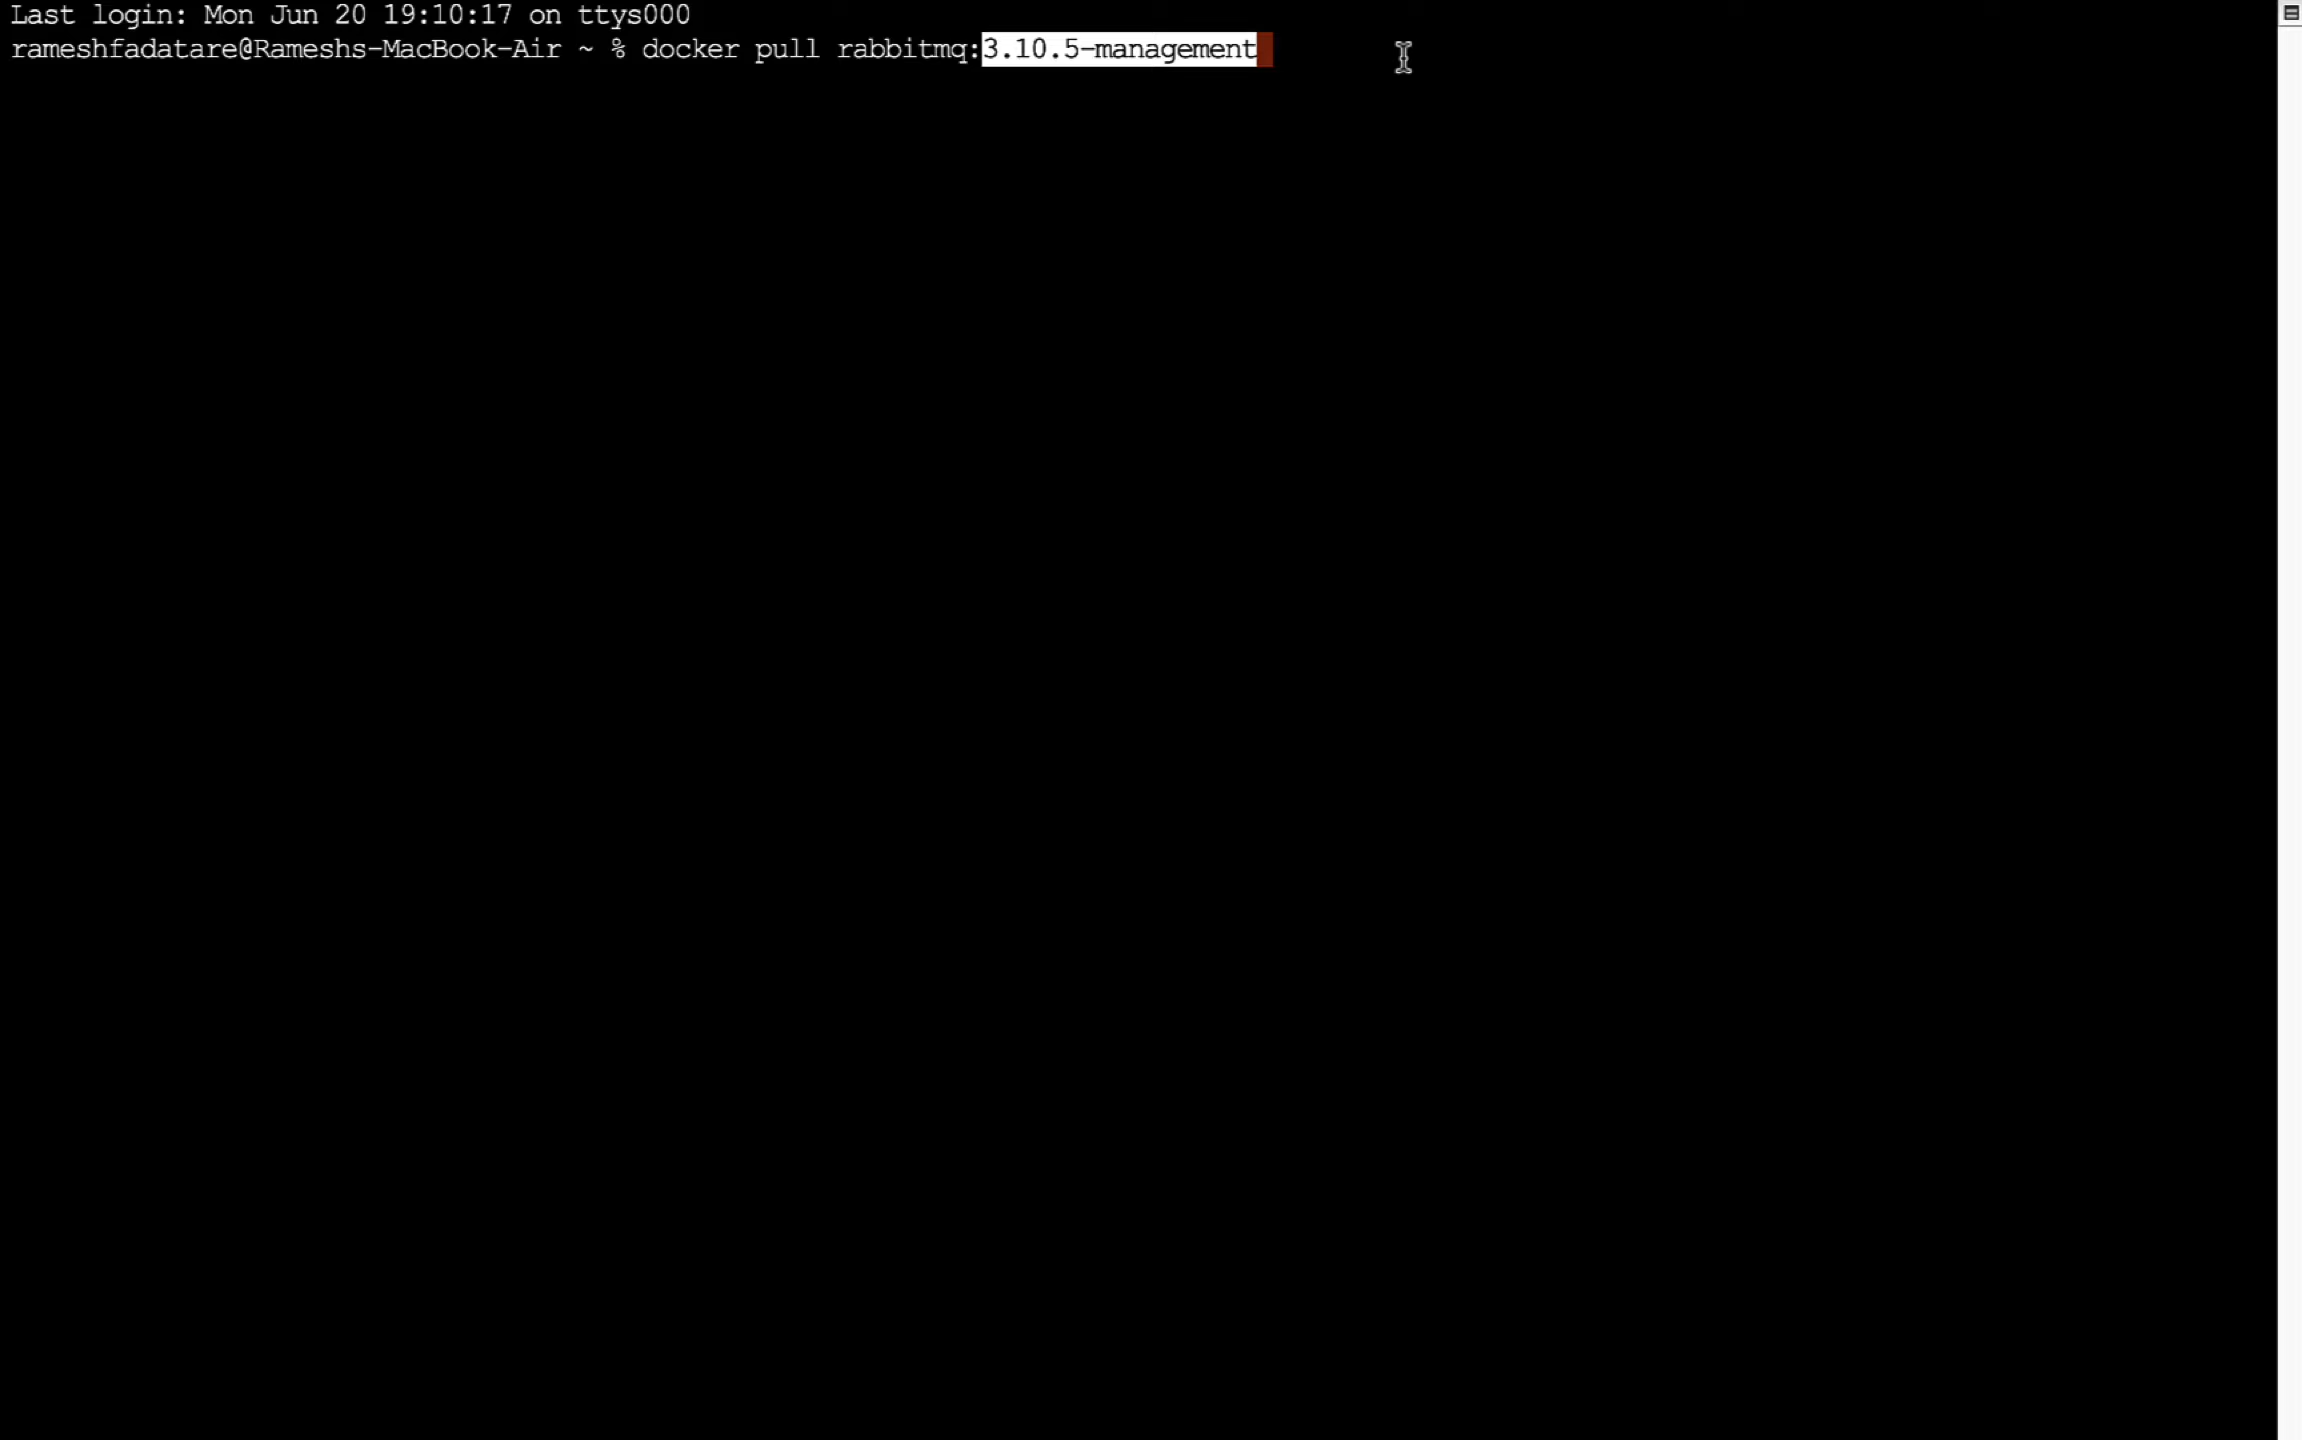 Last login: Mon Jun 20 19:10:17 on ttys000
rameshfadatare@Rameshs-MacBook-Air ~ % docker pull rabbitmq:3.10.5-management